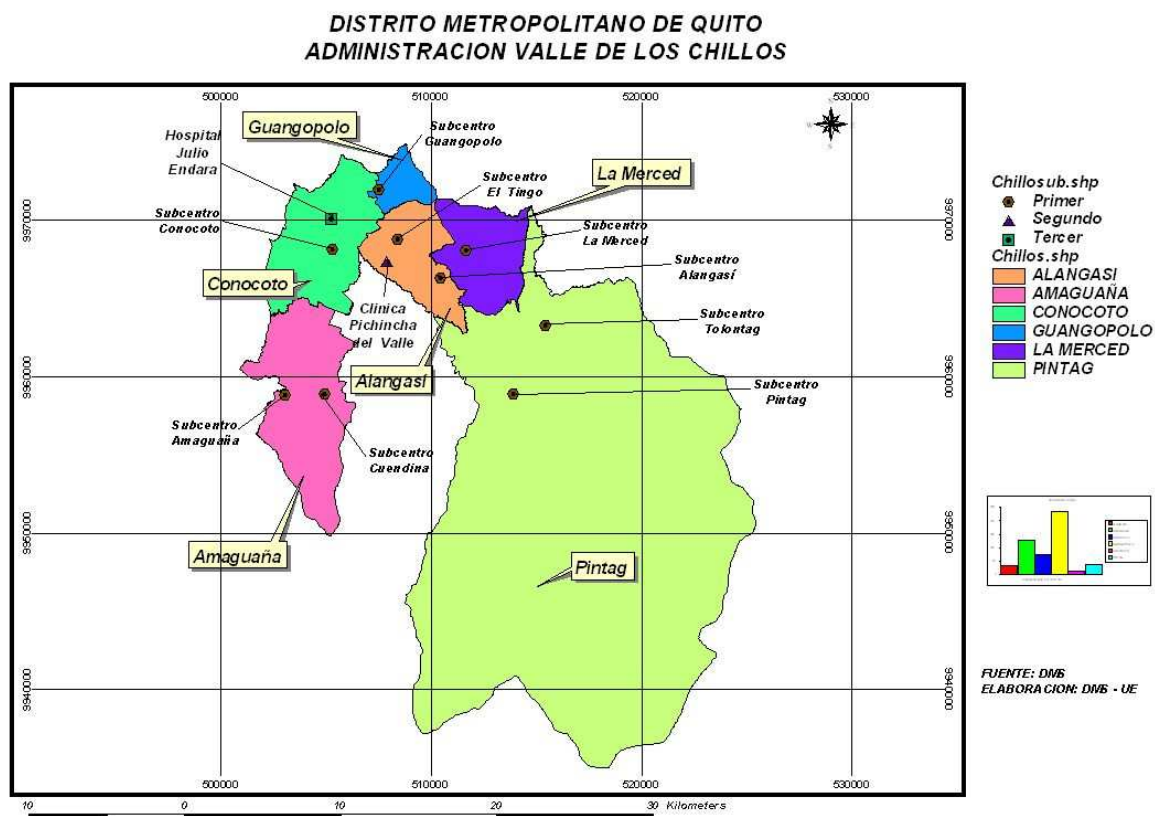 DISTRITO METROPOLITANO DE QUITO
ADMINISTRACION VALLE DE LOS CHILLOS
500000 510000 520000 530000
Guangopolo
Subcentro
Guangopolo
Hospital
Julio
Endara
Subcentro
El Tingo
La Merced
Subcentro
Conocoto
Subcentro
La Merced
Subcentro
Alangasí
Conocoto
Clinica
Pichincha
del Valle
Subcentro
Tolontag
Alangasí
Subcentro
Pintag
Subcentro
Amaguaña
Subcentro
Cuendina
Amaguaña
Pintag
9970000 9970000
9960000 9960000
9950000 9950000
9940000 9940000
500000 510000 520000 530000
10 0 10 20 30 Kilometers
Chillosub.shp
Primer
Segundo
Tercer
Chillos.shp
ALANGASI
AMAGUAÑA
CONOCOTO
GUANGOPOLO
LA MERCED
PINTAG
FUENTE: DMS
ELABORACION: DMS - UE